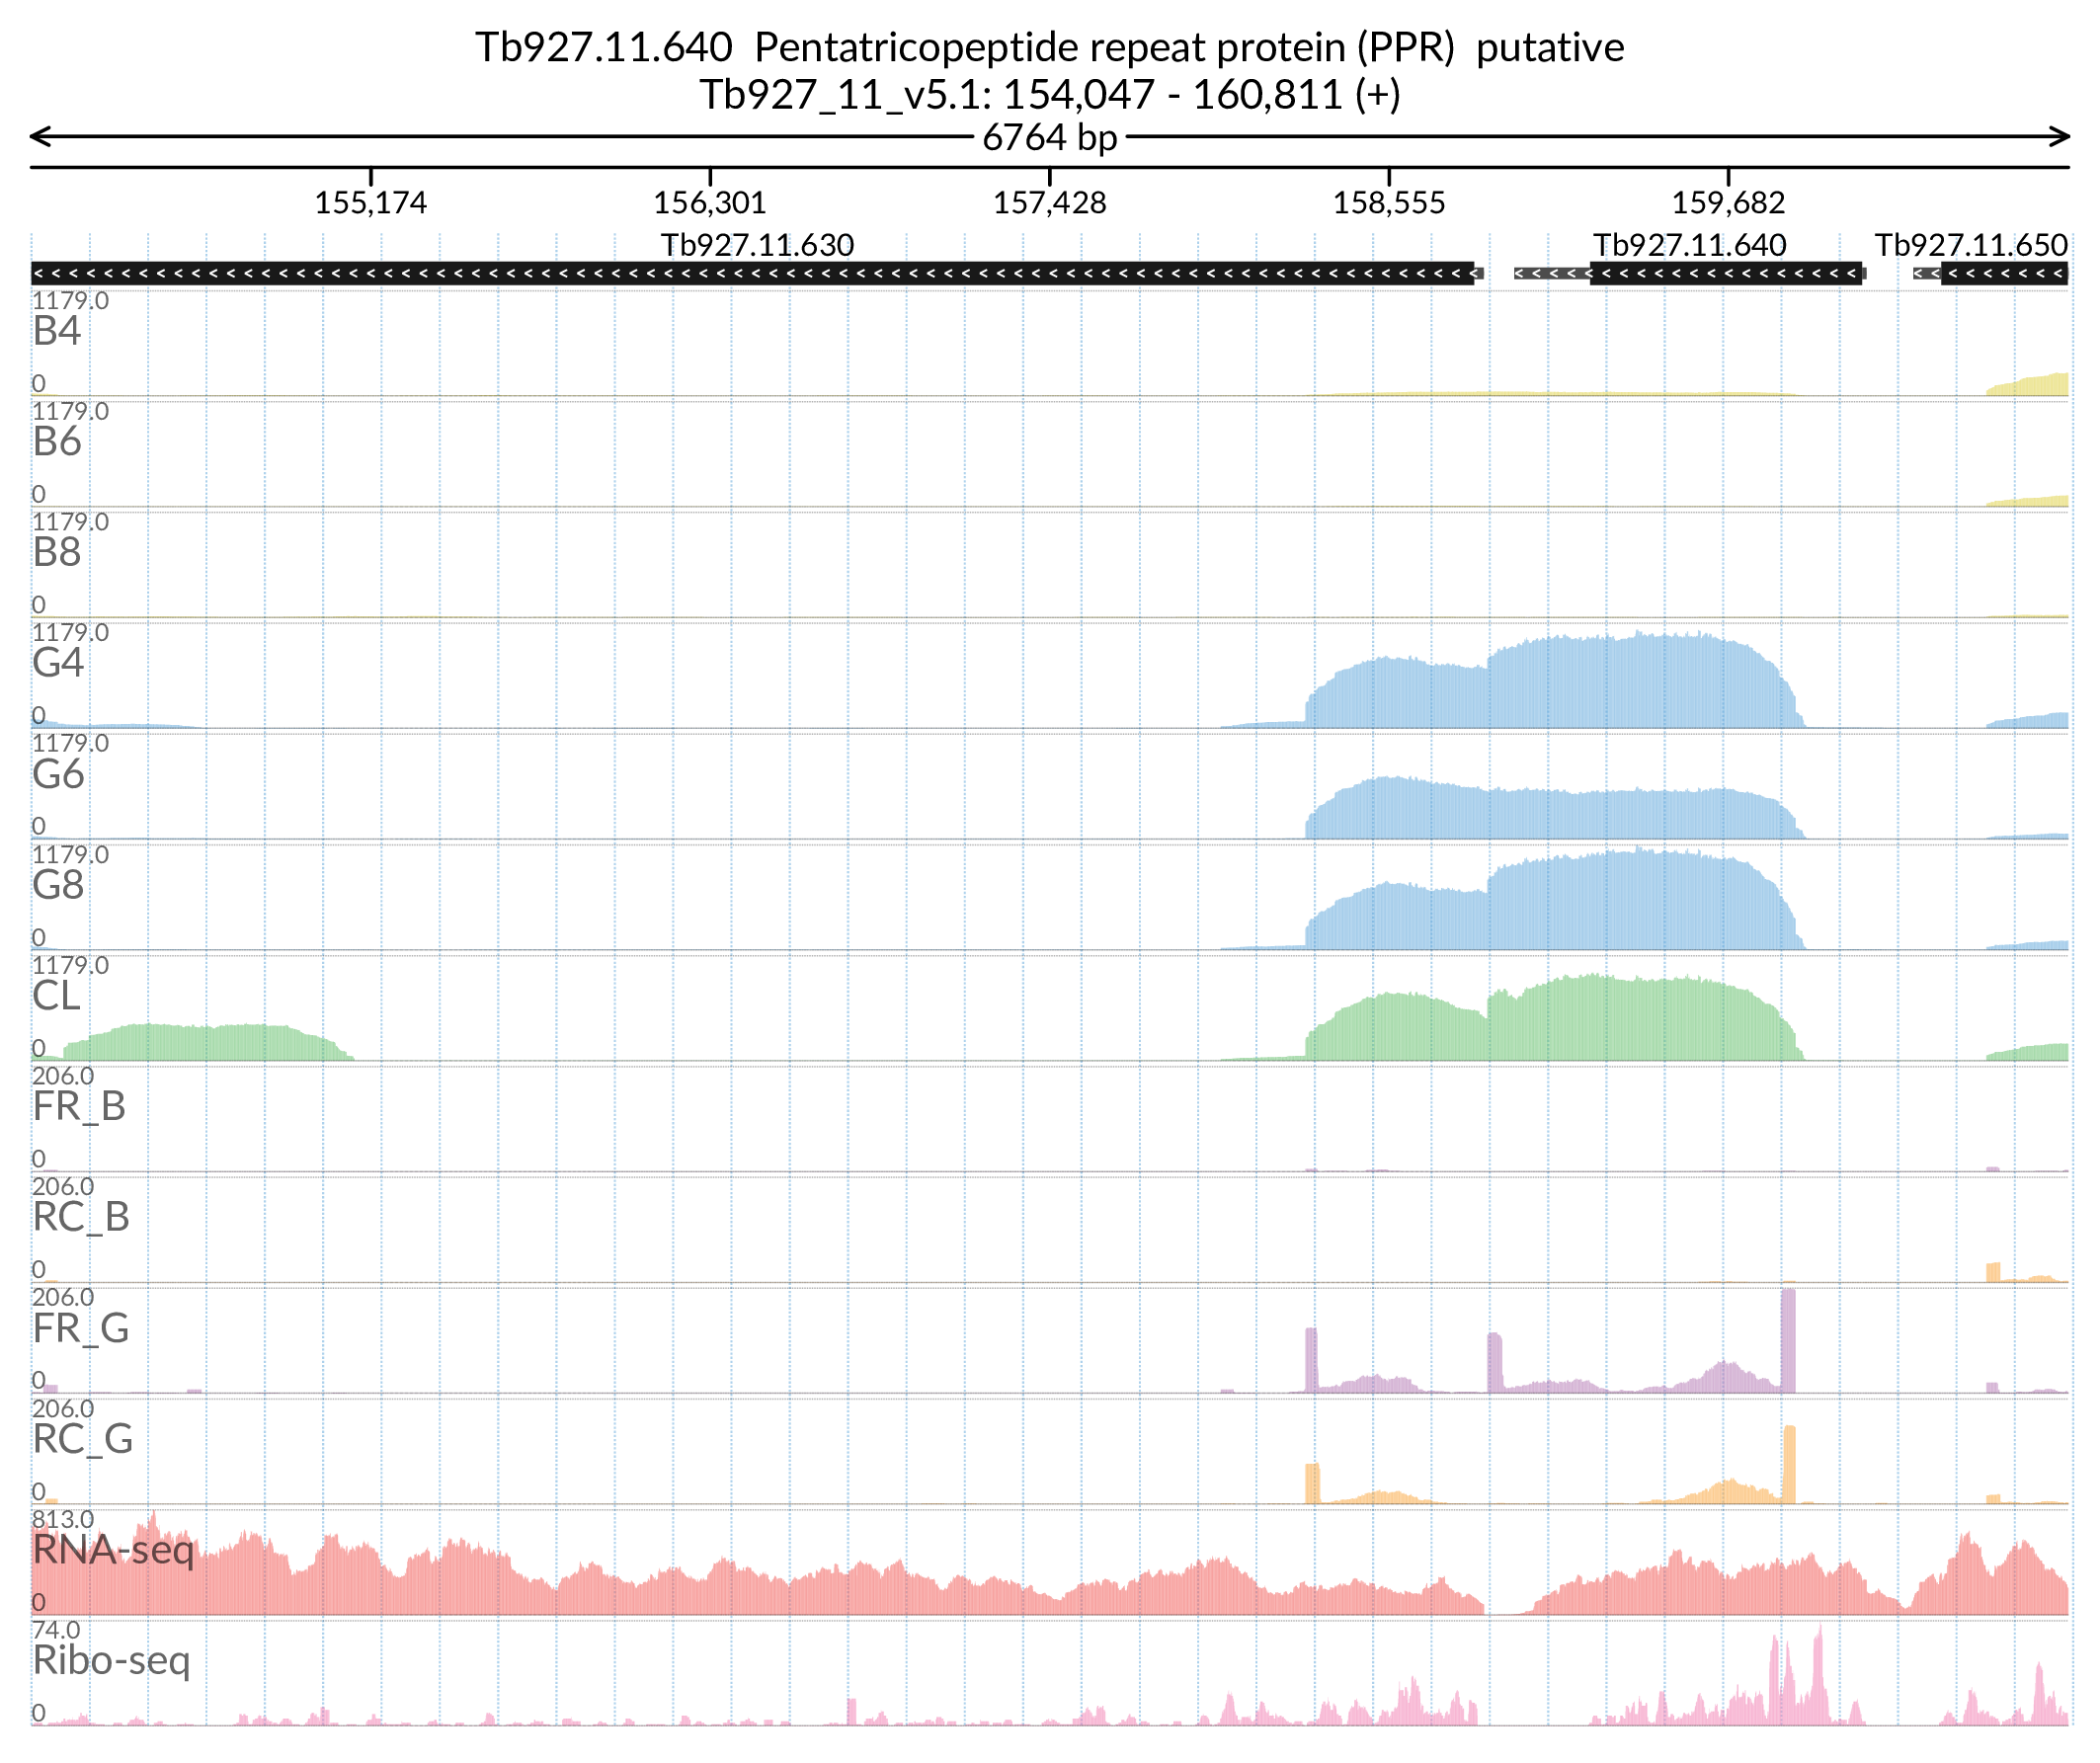 Tb927.11.640  Pentatricopeptide repeat protein (PPR)  putative
Tb927_11_v5.1: 154,047 - 160,811 (+)
6764 bp
155,174 156,301 157,428 158,555 159,682
Tb927.11.630 Tb927.11.640 Tb927.11.650
1179.0
B4
0
1179.0
B6
0
1179.0
B8
0
1179.0
G4
0
1179.0
G6
0
1179.0
G8
0
1179.0
CL
0
206.0
FR_B
0
206.0
RC_B
0
206.0
FR_G
0
206.0
RC_G
0
813.0
RNA-seq
0
74.0
Ribo-seq
0